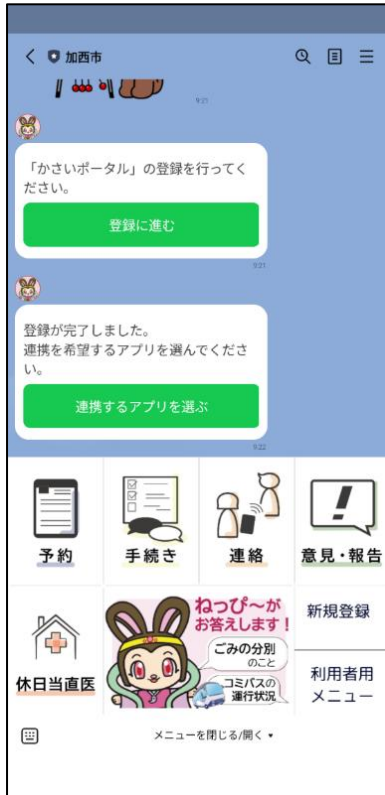 加西市
9:21
「かさいポータル」の登録を行ってく
ださい。
登録に進む
9:21
登録が完了しました。
連携を希望するアプリを選んでくださ
い。
連携するアプリを選ぶ
9:22
予約
手続き
連絡
意見・報告
休日当直医
ねっぴ〜が
お答えします!
ごみの分別
のこと
コミバスの
運行状況
新規登録
利用者用
メニュー
メニューを閉じる/開く ▾